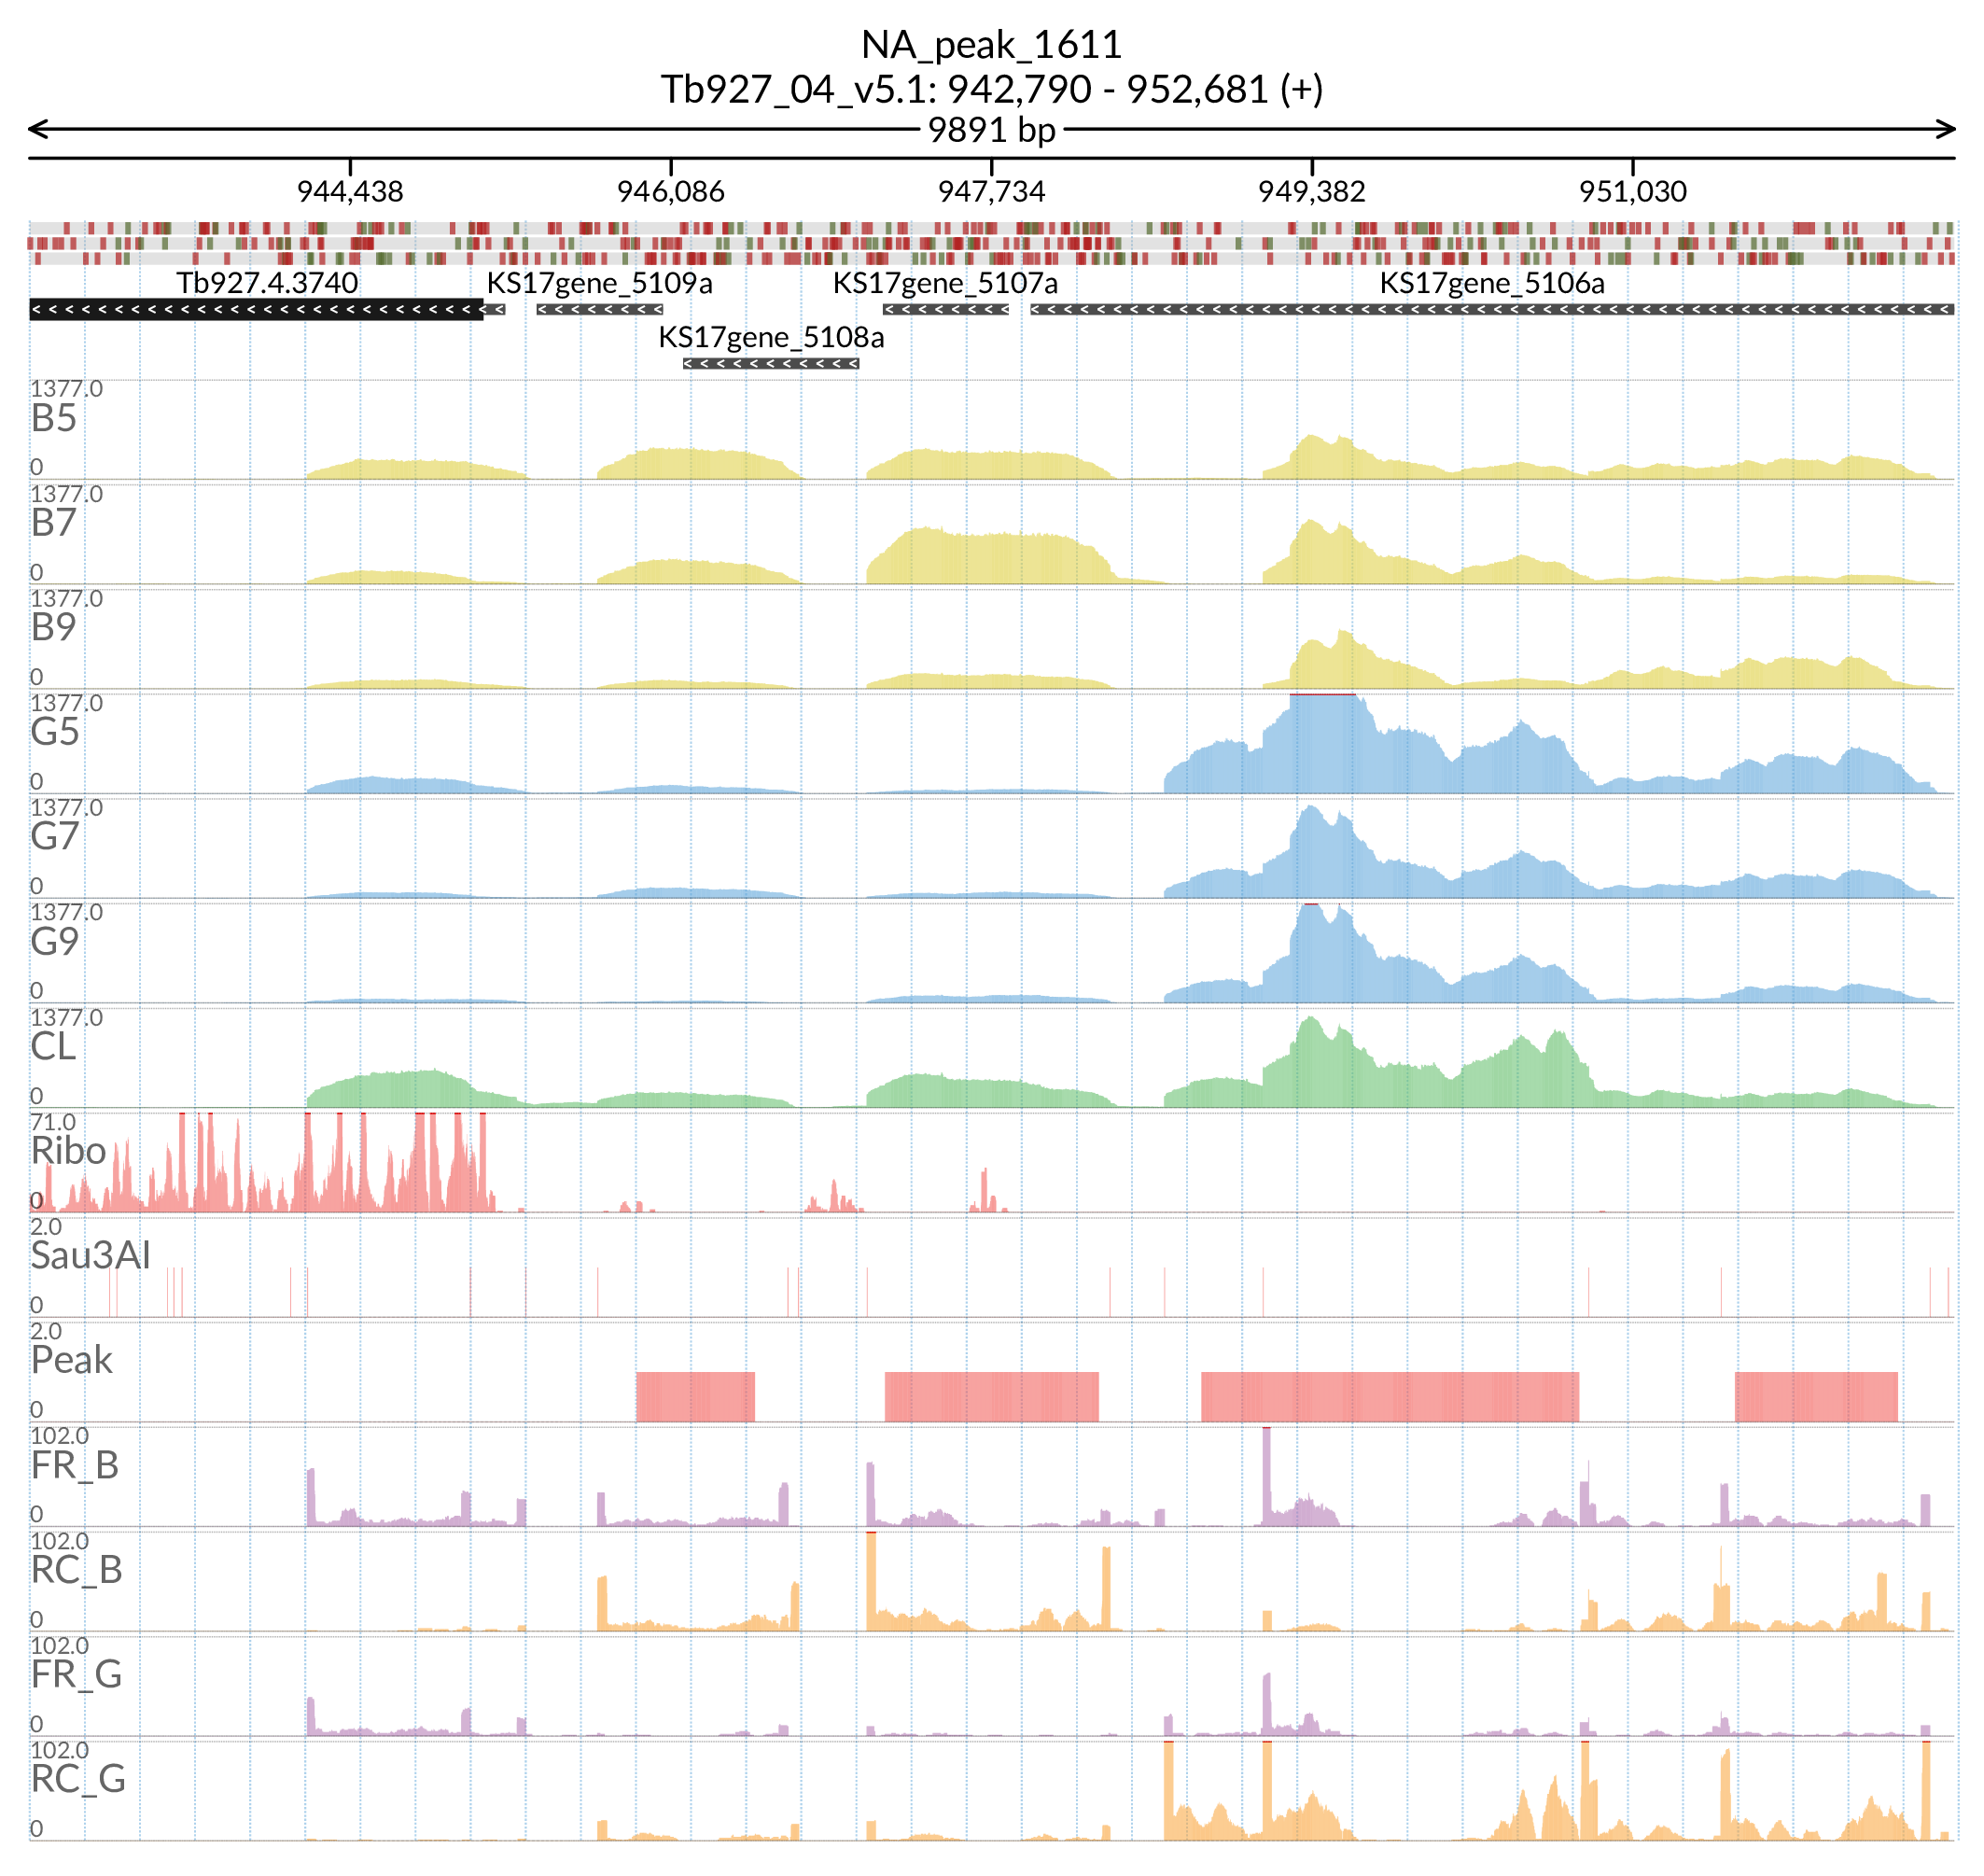 NA_peak_1611
Tb927_04_v5.1: 942,790 - 952,681 (+)
9891 bp
944,438 946,086 947,734 949,382 951,030
Tb927.4.3740 KS17gene_5109a KS17gene_5107a KS17gene_5106a
KS17gene_5108a
1377.0
B5
0
1377.0
B7
0
1377.0
B9
0
1377.0
G5
0
1377.0
G7
0
1377.0
G9
0
1377.0
CL
0
71.0
Ribo
0
2.0
Sau3AI
0
2.0
Peak
0
102.0
FR_B
0
102.0
RC_B
0
102.0
FR_G
0
102.0
RC_G
0